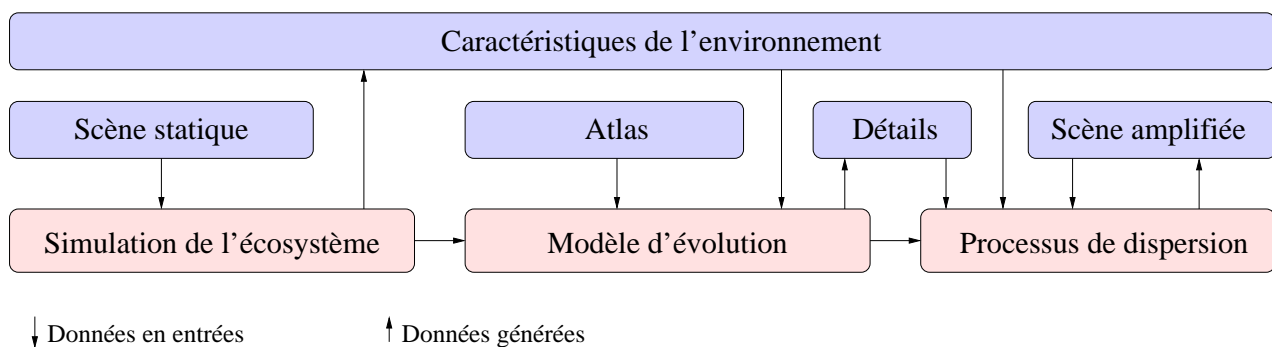 Caractéristiques de l’environnement
Scène statique
Atlas
Détails
Scène amplifiée
Simulation de l’écosystème
Modèle d’évolution
Processus de dispersion
Données en entrées
Données générées